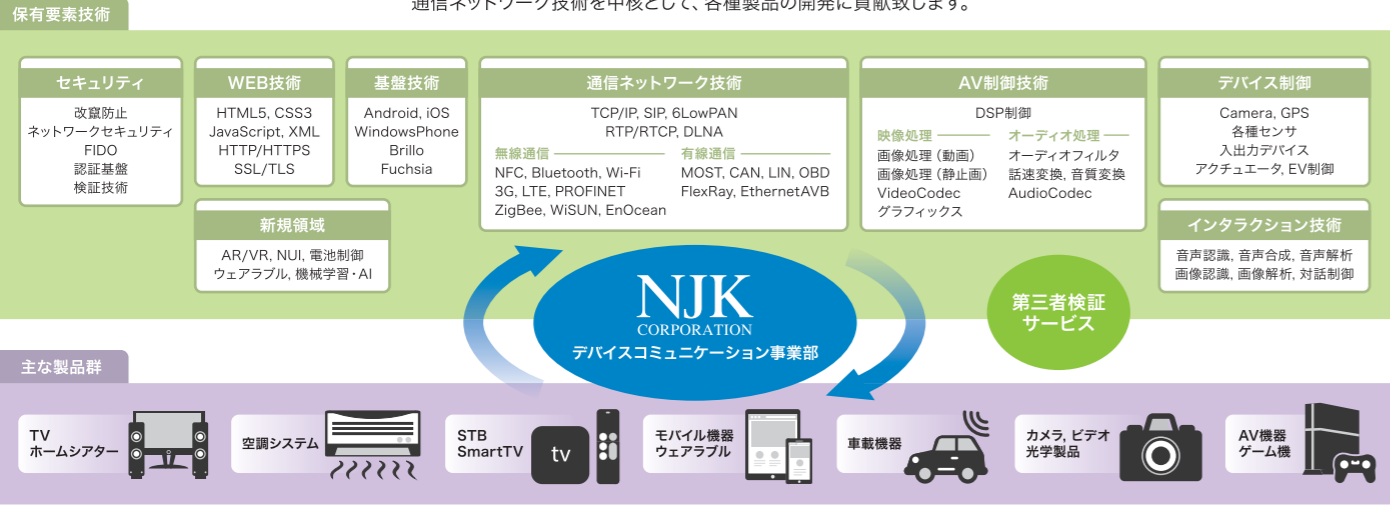 通信ネットワーク技術を中核として、各種製品の開発に貢献致します。
保有要素技術
セキュリティ
改竄防止
ネットワークセキュリティ
FIDO
認証基盤
検証技術
WEB技術
HTML5, CSS3
JavaScript, XML
HTTP/HTTPS
SSL/TLS
基盤技術
Android, iOS
WindowsPhone
Brillo
Fuchsia
通信ネットワーク技術
TCP/IP, SIP, 6LowPAN
RTP/RTCP, DLNA
無線通信
NFC, Bluetooth, Wi-Fi
3G, LTE, PROFINET
ZigBee, WiSUN, EnOcean
有線通信
MOST, CAN, LIN, OBD
FlexRay, EthernetAVB
AV制御技術
DSP制御
映像処理
画像処理（動画）
画像処理（静止画）
VideoCodec
グラフィックス
オーディオ処理
オーディオフィルタ
話速変換, 音質変換
AudioCodec
デバイス制御
Camera, GPS
各種センサ
入出力デバイス
アクチュエータ, EV制御
新規領域
AR/VR, NUI, 電池制御
ウェアラブル, 機械学習・AI
インタラクション技術
音声認識, 音声合成, 音声解析
画像認識, 画像解析, 対話制御
NJK
CORPORATION
デバイスコミュニケーション事業部
第三者検証
サービス
主な製品群
TV
ホームシアター
空調システム
STB
SmartTV
tv
モバイル機器
ウェアラブル
車載機器
カメラ, ビデオ
光学製品
AV機器
ゲーム機